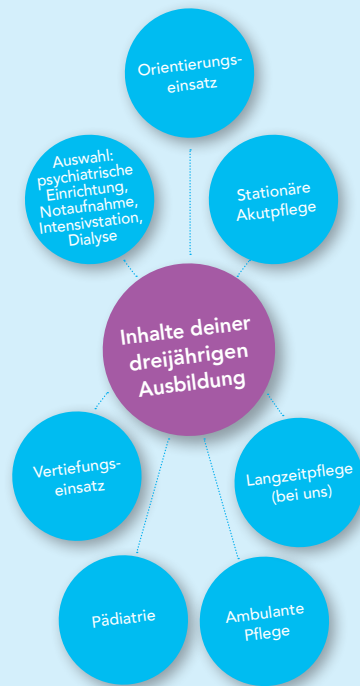 Orientierungs-
einsatz
Auswahl:
psychiatrische
Einrichtung,
Notaufnahme,
Intensivstation,
Dialyse
Stationäre
Akutpflege
Inhalte deiner
dreijährigen
Ausbildung
Vertiefungs-
einsatz
Langzeitpflege
(bei uns)
Pädiatrie
Ambulante
Pflege